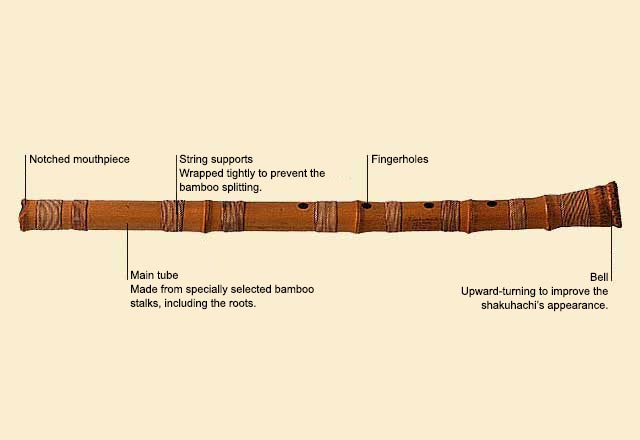 Notched mouthpiece
String supports
Wrapped tightly to prevent the
bamboo splitting.
Fingerholes
Main tube
Made from specially selected bamboo
stalks, including the roots.
Bell
Upward-turning to improve the
shakuhachi's appearance.